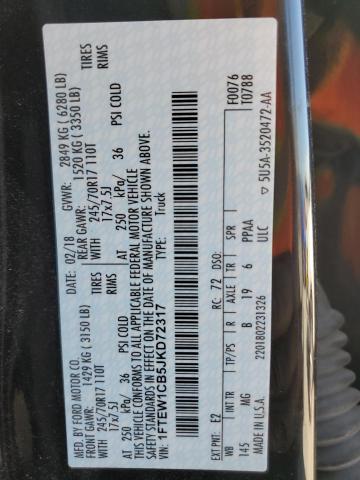 MFD. BY FORD MOTOR CO.
DATE: 02/18
GVWR: 2849 KG ( 6280 LB)
FRONT GAWR: 1429 KG ( 3150 LB)
REAR GAWR: 1520 KG ( 3350 LB)
WITH 245/70R17 110T TIRES
WITH 245/70R17 110T TIRES
17x7.5J RIMS
17x7.5J RIMS
AT 250 kPa/ 36 PSI COLD
AT 250 kPa/ 36 PSI COLD
THIS VEHICLE CONFORMS TO ALL APPLICABLE FEDERAL MOTOR VEHICLE
SAFETY STANDARDS IN EFFECT ON THE DATE OF MANUFACTURE SHOWN ABOVE.
VIN: 1FTEW1CB5JKD72317
Truck
F0076
T0788
EXT PNT: E2 RC: 72 DSO:
WB INT TR TP/PS R AXLE TR SPR
145 MG B 19 6 PPAA
ULC
MADE IN U.S.A. 2201802231326
▽ 5U5A-3520472-AA